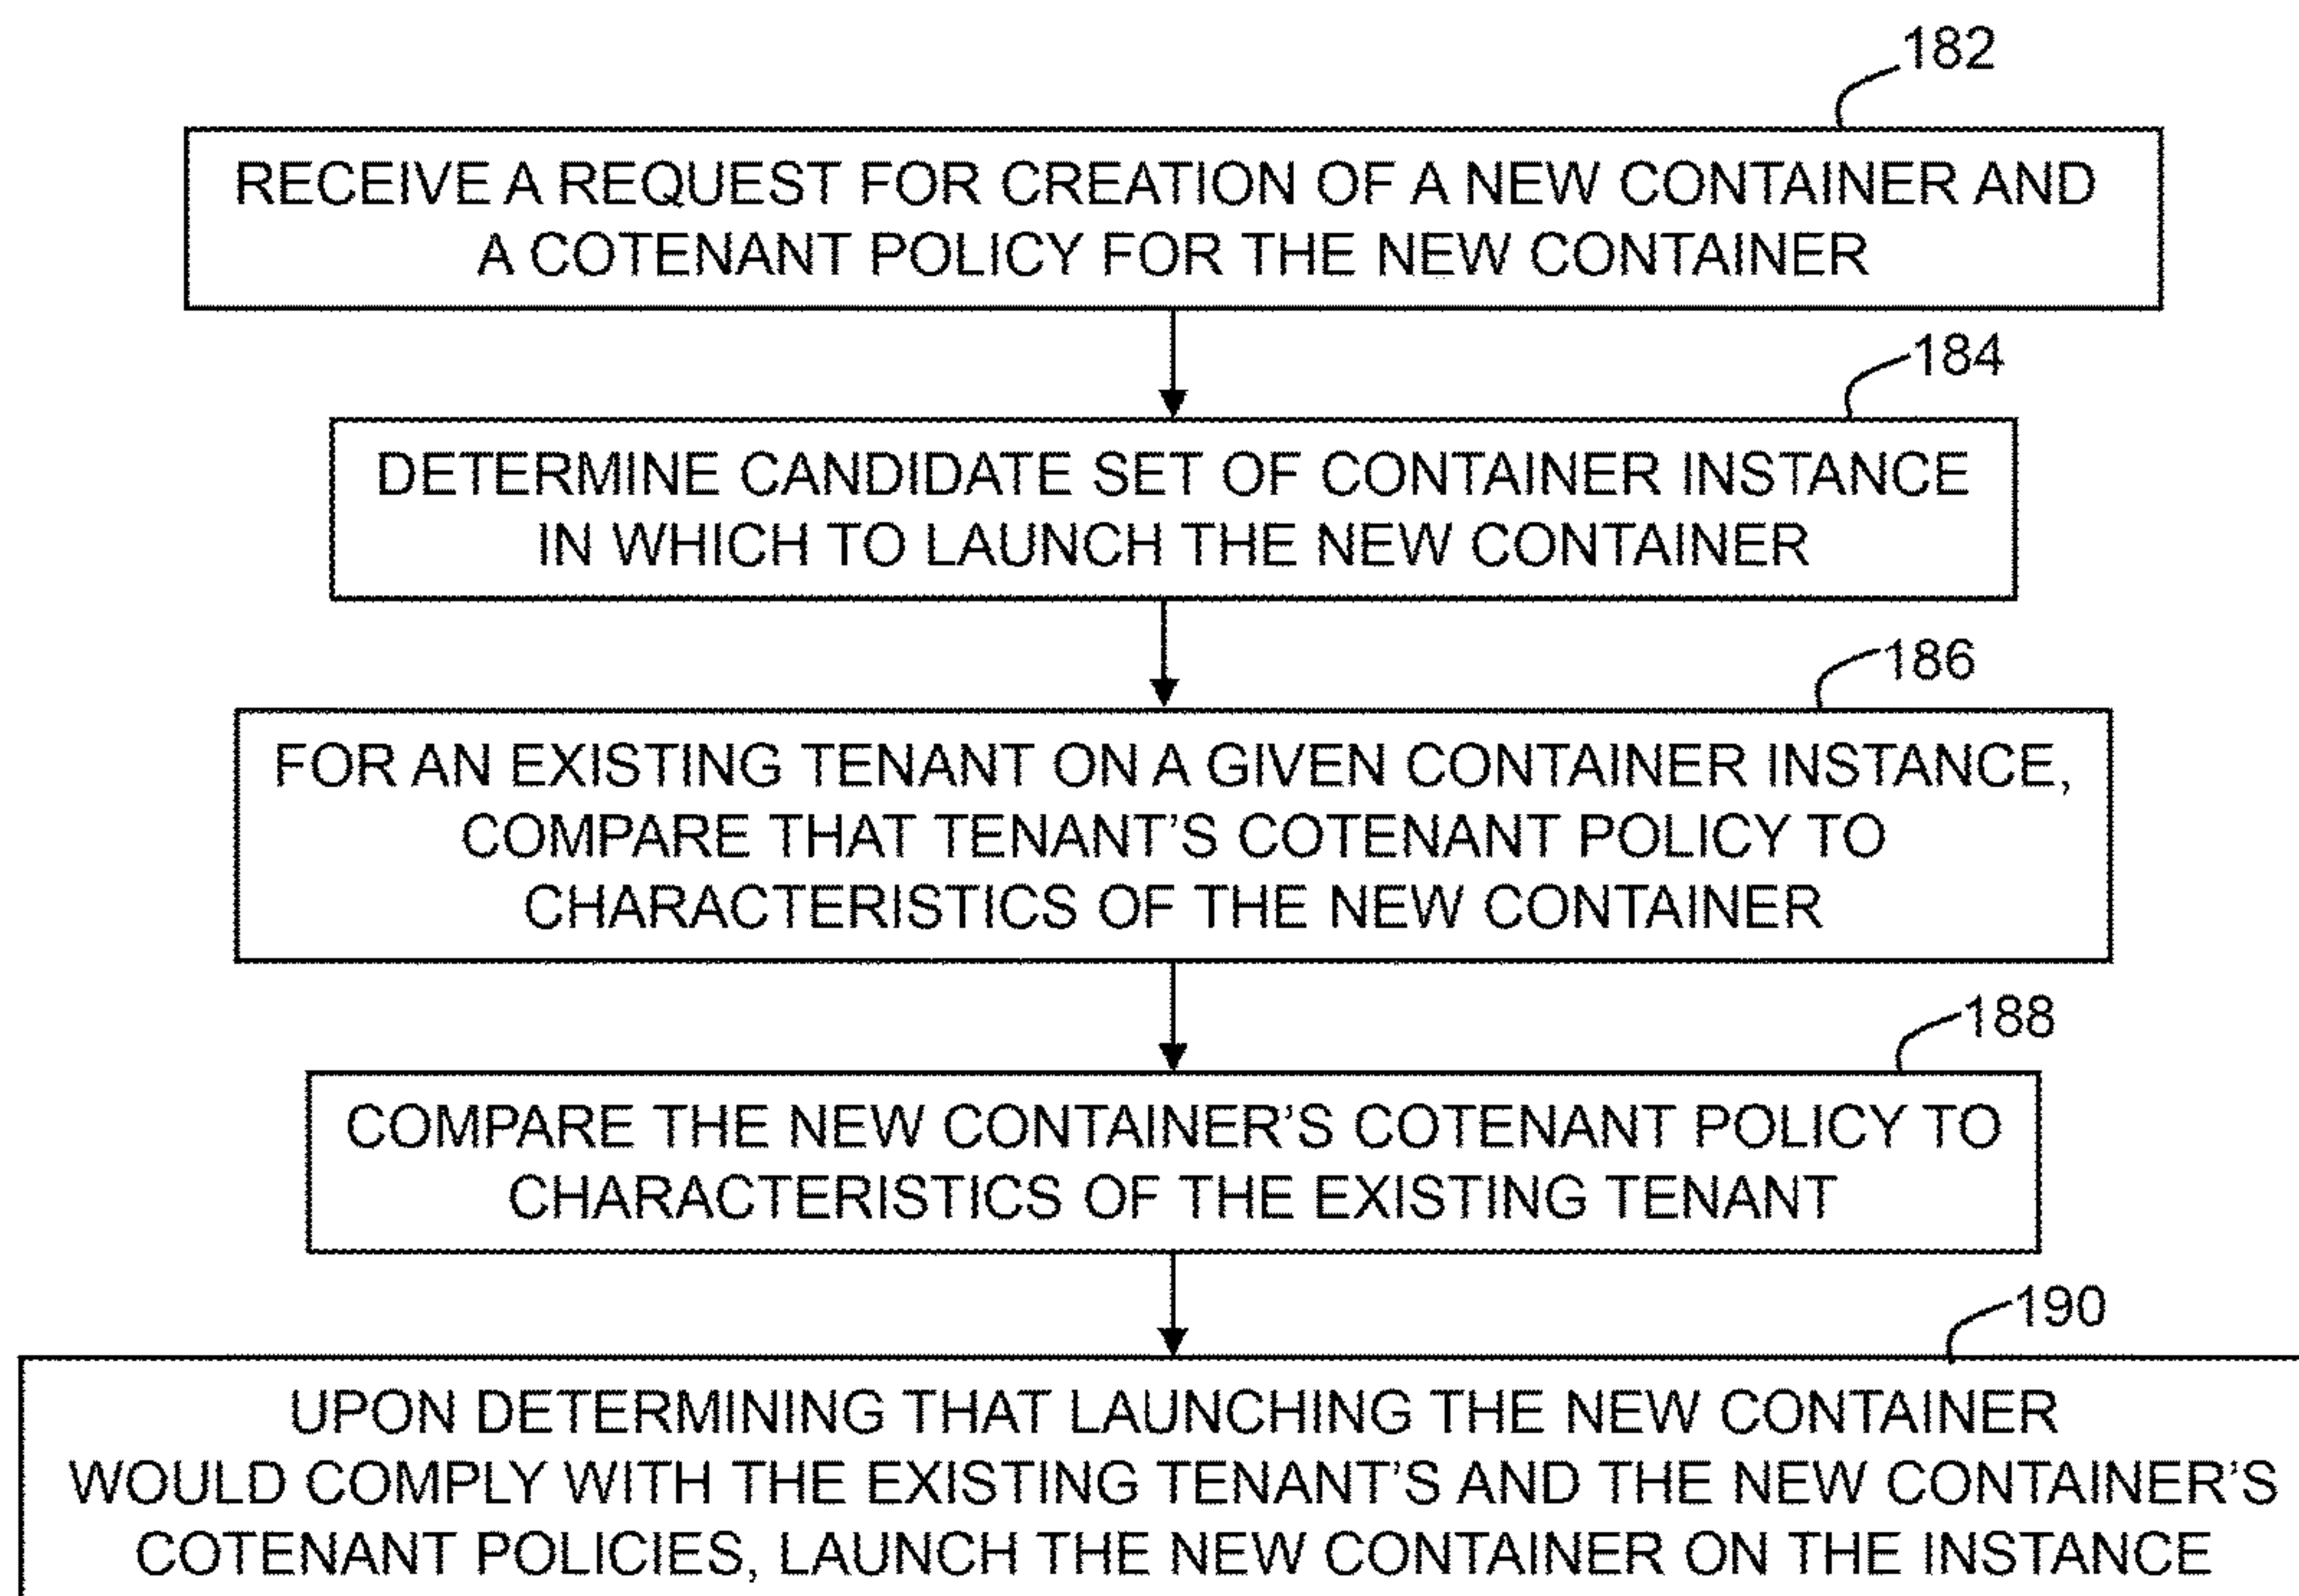 182
RECEIVE A REQUEST FOR CREATION OF A NEW CONTAINER AND
A COTENANT POLICY FOR THE NEW CONTAINER
184
DETERMINE CANDIDATE SET OF CONTAINER INSTANCE
IN WHICH TO LAUNCH THE NEW CONTAINER
186
FOR AN EXISTING TENANT ON A GIVEN CONTAINER INSTANCE,
COMPARE THAT TENANT’S COTENANT POLICY TO
CHARACTERISTICS OF THE NEW CONTAINER
188
COMPARE THE NEW CONTAINER’S COTENANT POLICY TO
CHARACTERISTICS OF THE EXISTING TENANT
190
UPON DETERMINING THAT LAUNCHING THE NEW CONTAINER
WOULD COMPLY WITH THE EXISTING TENANT’S AND THE NEW CONTAINER’S
COTENANT POLICIES, LAUNCH THE NEW CONTAINER ON THE INSTANCE